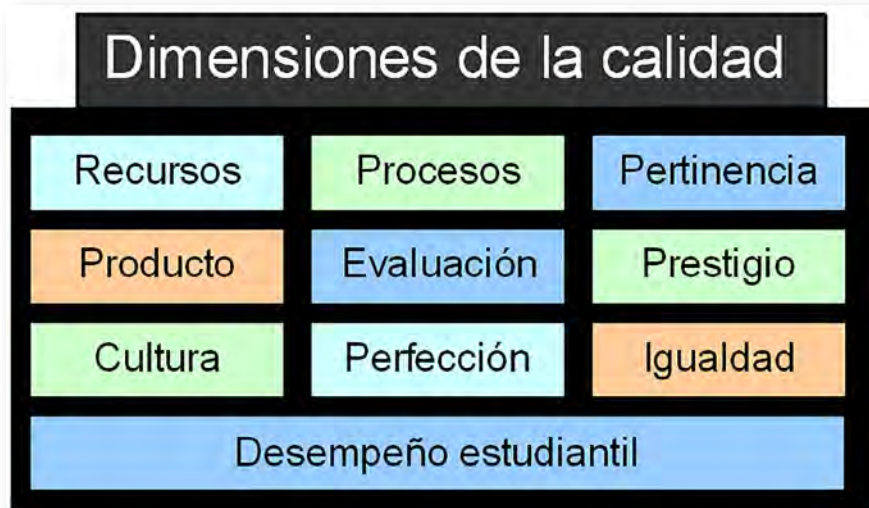 Dimensiones de la calidad
Recursos
Procesos
Pertinencia
Producto
Evaluación
Prestigio
Cultura
Perfección
Igualdad
Desempeño estudiantil